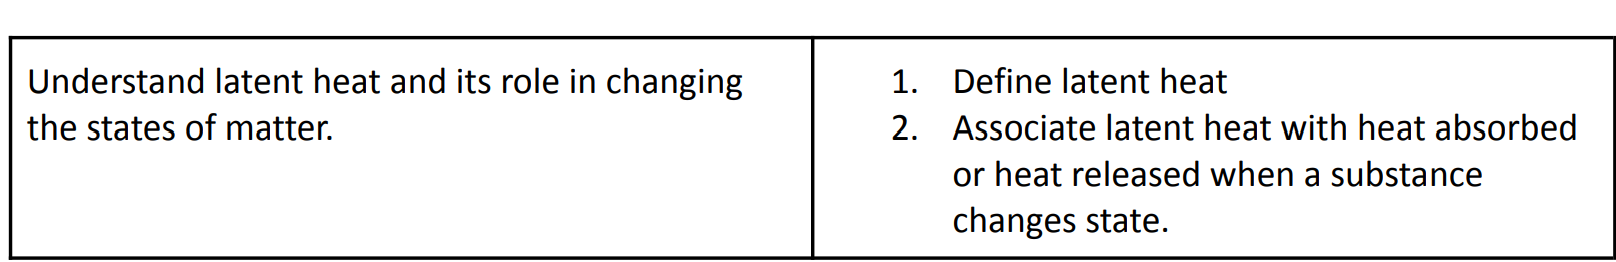 Understand latent heat and its role in changing
the states of matter.
1. Define latent heat
2. Associate latent heat with heat absorbed
or heat released when a substance
changes state.